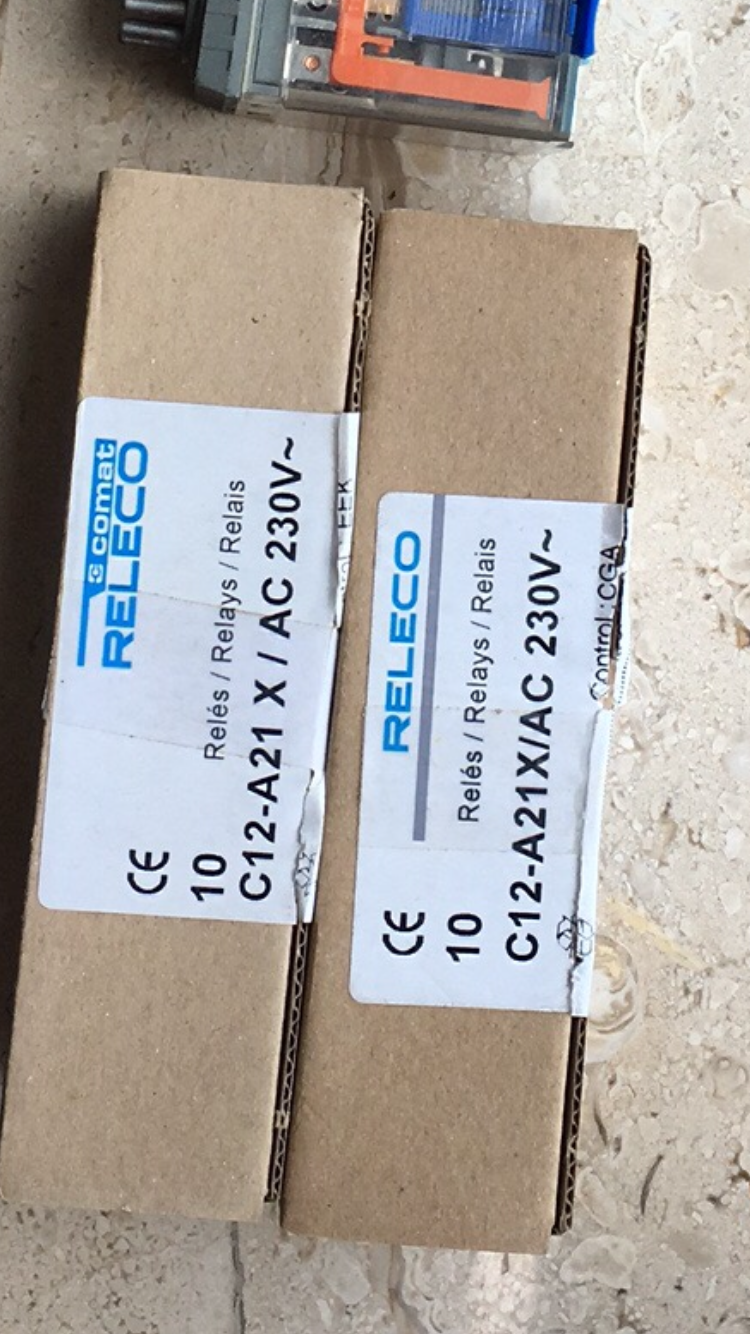 comat
RELECO
Relés / Relays / Relais
C12-A21 X / AC 230V~
CE
10
RELECO
Relés / Relays / Relais
C12-A21X/AC 230V~
CE
10
Control : CGA